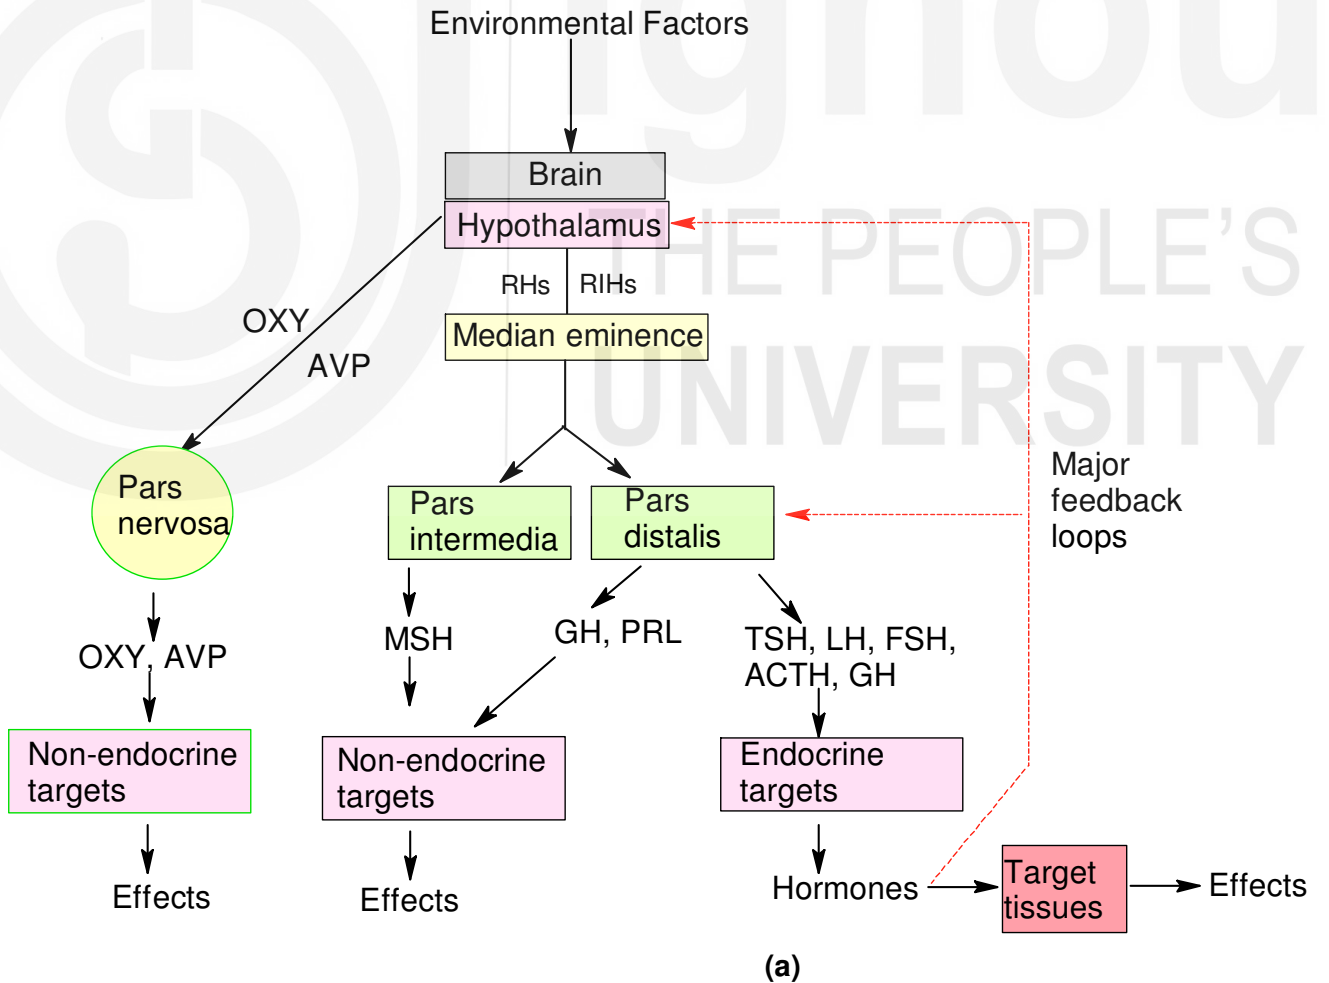 Environmental Factors
ignou
Brain
Hypothalamus
THE PEOPLE'S
UNIVERSITY
RHs
RIHs
OXY
AVP
Median eminence
Major
feedback
loops
Pars
nervosa
Pars
intermedia
Pars
distalis
OXY, AVP
MSH
GH, PRL
TSH, LH, FSH,
ACTH, GH
Non-endocrine
targets
Non-endocrine
targets
Endocrine
targets
Effects
Effects
Hormones
Target
tissues
Effects
(a)